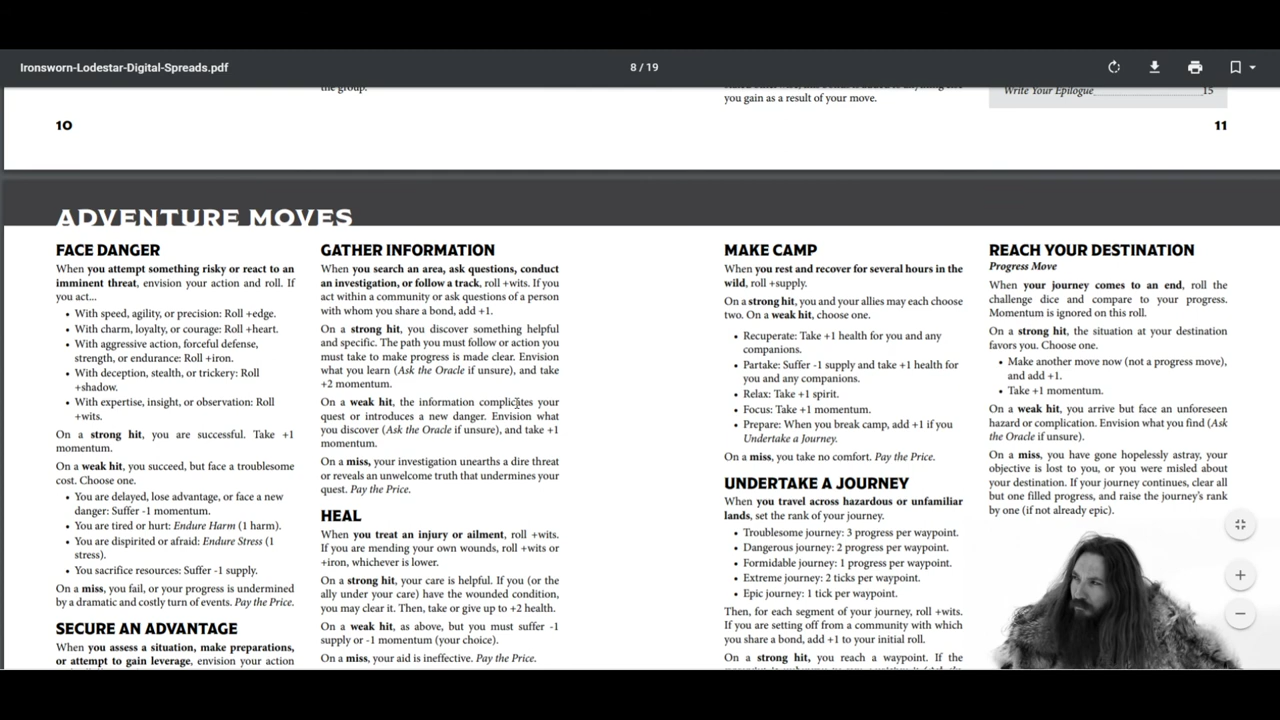 Ironsworn-Lodestar-Digital-Spreads.pdf
8 / 19
the group.
you gain as a result of your move.
Write Your Epilogue 15
10
11
ADVENTURE MOVES
FACE DANGER
When you attempt something risky or react to an
imminent threat, envision your action and roll. If
you act...
• With speed, agility, or precision: Roll +edge.
• With charm, loyalty, or courage: Roll +heart.
• With aggressive action, forceful defense,
strength, or endurance: Roll +iron.
• With deception, stealth, or trickery: Roll
+shadow.
• With expertise, insight, or observation: Roll
+wits.
On a strong hit, you are successful. Take +1
momentum.
On a weak hit, you succeed, but face a troublesome
cost. Choose one.
• You are delayed, lose advantage, or face a new
danger: Suffer -1 momentum.
• You are tired or hurt: Endure Harm (1 harm).
• You are dispirited or afraid: Endure Stress (1
stress).
• You sacrifice resources: Suffer -1 supply.
On a miss, you fail, or your progress is undermined
by a dramatic and costly turn of events. Pay the Price.
SECURE AN ADVANTAGE
When you assess a situation, make preparations,
or attempt to gain leverage, envision your action
GATHER INFORMATION
When you search an area, ask questions, conduct
an investigation, or follow a track, roll +wits. If you
act within a community or ask questions of a person
with whom you share a bond, add +1.
On a strong hit, you discover something helpful
and specific. The path you must follow or action you
must take to make progress is made clear. Envision
what you learn (Ask the Oracle if unsure), and take
+2 momentum.
On a weak hit, the information complicates your
quest or introduces a new danger. Envision what
you discover (Ask the Oracle if unsure), and take +1
momentum.
On a miss, your investigation unearths a dire threat
or reveals an unwelcome truth that undermines your
quest. Pay the Price.
HEAL
When you treat an injury or ailment, roll +wits.
If you are mending your own wounds, roll +wits or
+iron, whichever is lower.
On a strong hit, your care is helpful. If you (or the
ally under your care) have the wounded condition,
you may clear it. Then, take or give up to +2 health.
On a weak hit, as above, but you must suffer -1
supply or -1 momentum (your choice).
On a miss, your aid is ineffective. Pay the Price.
MAKE CAMP
When you rest and recover for several hours in the
wild, roll +supply.
On a strong hit, you and your allies may each choose
two. On a weak hit, choose one.
• Recuperate: Take +1 health for you and any
companions.
• Partake: Suffer -1 supply and take +1 health for
you and any companions.
• Relax: Take +1 spirit.
• Focus: Take +1 momentum.
• Prepare: When you break camp, add +1 if you
Undertake a Journey.
On a miss, you take no comfort. Pay the Price.
UNDERTAKE A JOURNEY
When you travel across hazardous or unfamiliar
lands, set the rank of your journey.
• Troublesome journey: 3 progress per waypoint.
• Dangerous journey: 2 progress per waypoint.
• Formidable journey: 1 progress per waypoint.
• Extreme journey: 2 ticks per waypoint.
• Epic journey: 1 tick per waypoint.
Then, for each segment of your journey, roll +wits.
If you are setting off from a community with which
you share a bond, add +1 to your initial roll.
On a strong hit, you reach a waypoint. If the
REACH YOUR DESTINATION
Progress Move
When your journey comes to an end, roll the
challenge dice and compare to your progress.
Momentum is ignored on this roll.
On a strong hit, the situation at your destination
favors you. Choose one.
• Make another move now (not a progress move),
and add +1.
• Take +1 momentum.
On a weak hit, you arrive but face an unforeseen
hazard or complication. Envision what you find (Ask
the Oracle if unsure).
On a miss, you have gone hopelessly astray, your
objective is lost to you, or you were misled about
your destination. If your journey continues, clear all
but one filled progress, and raise the journey's rank
by one (if not already epic).